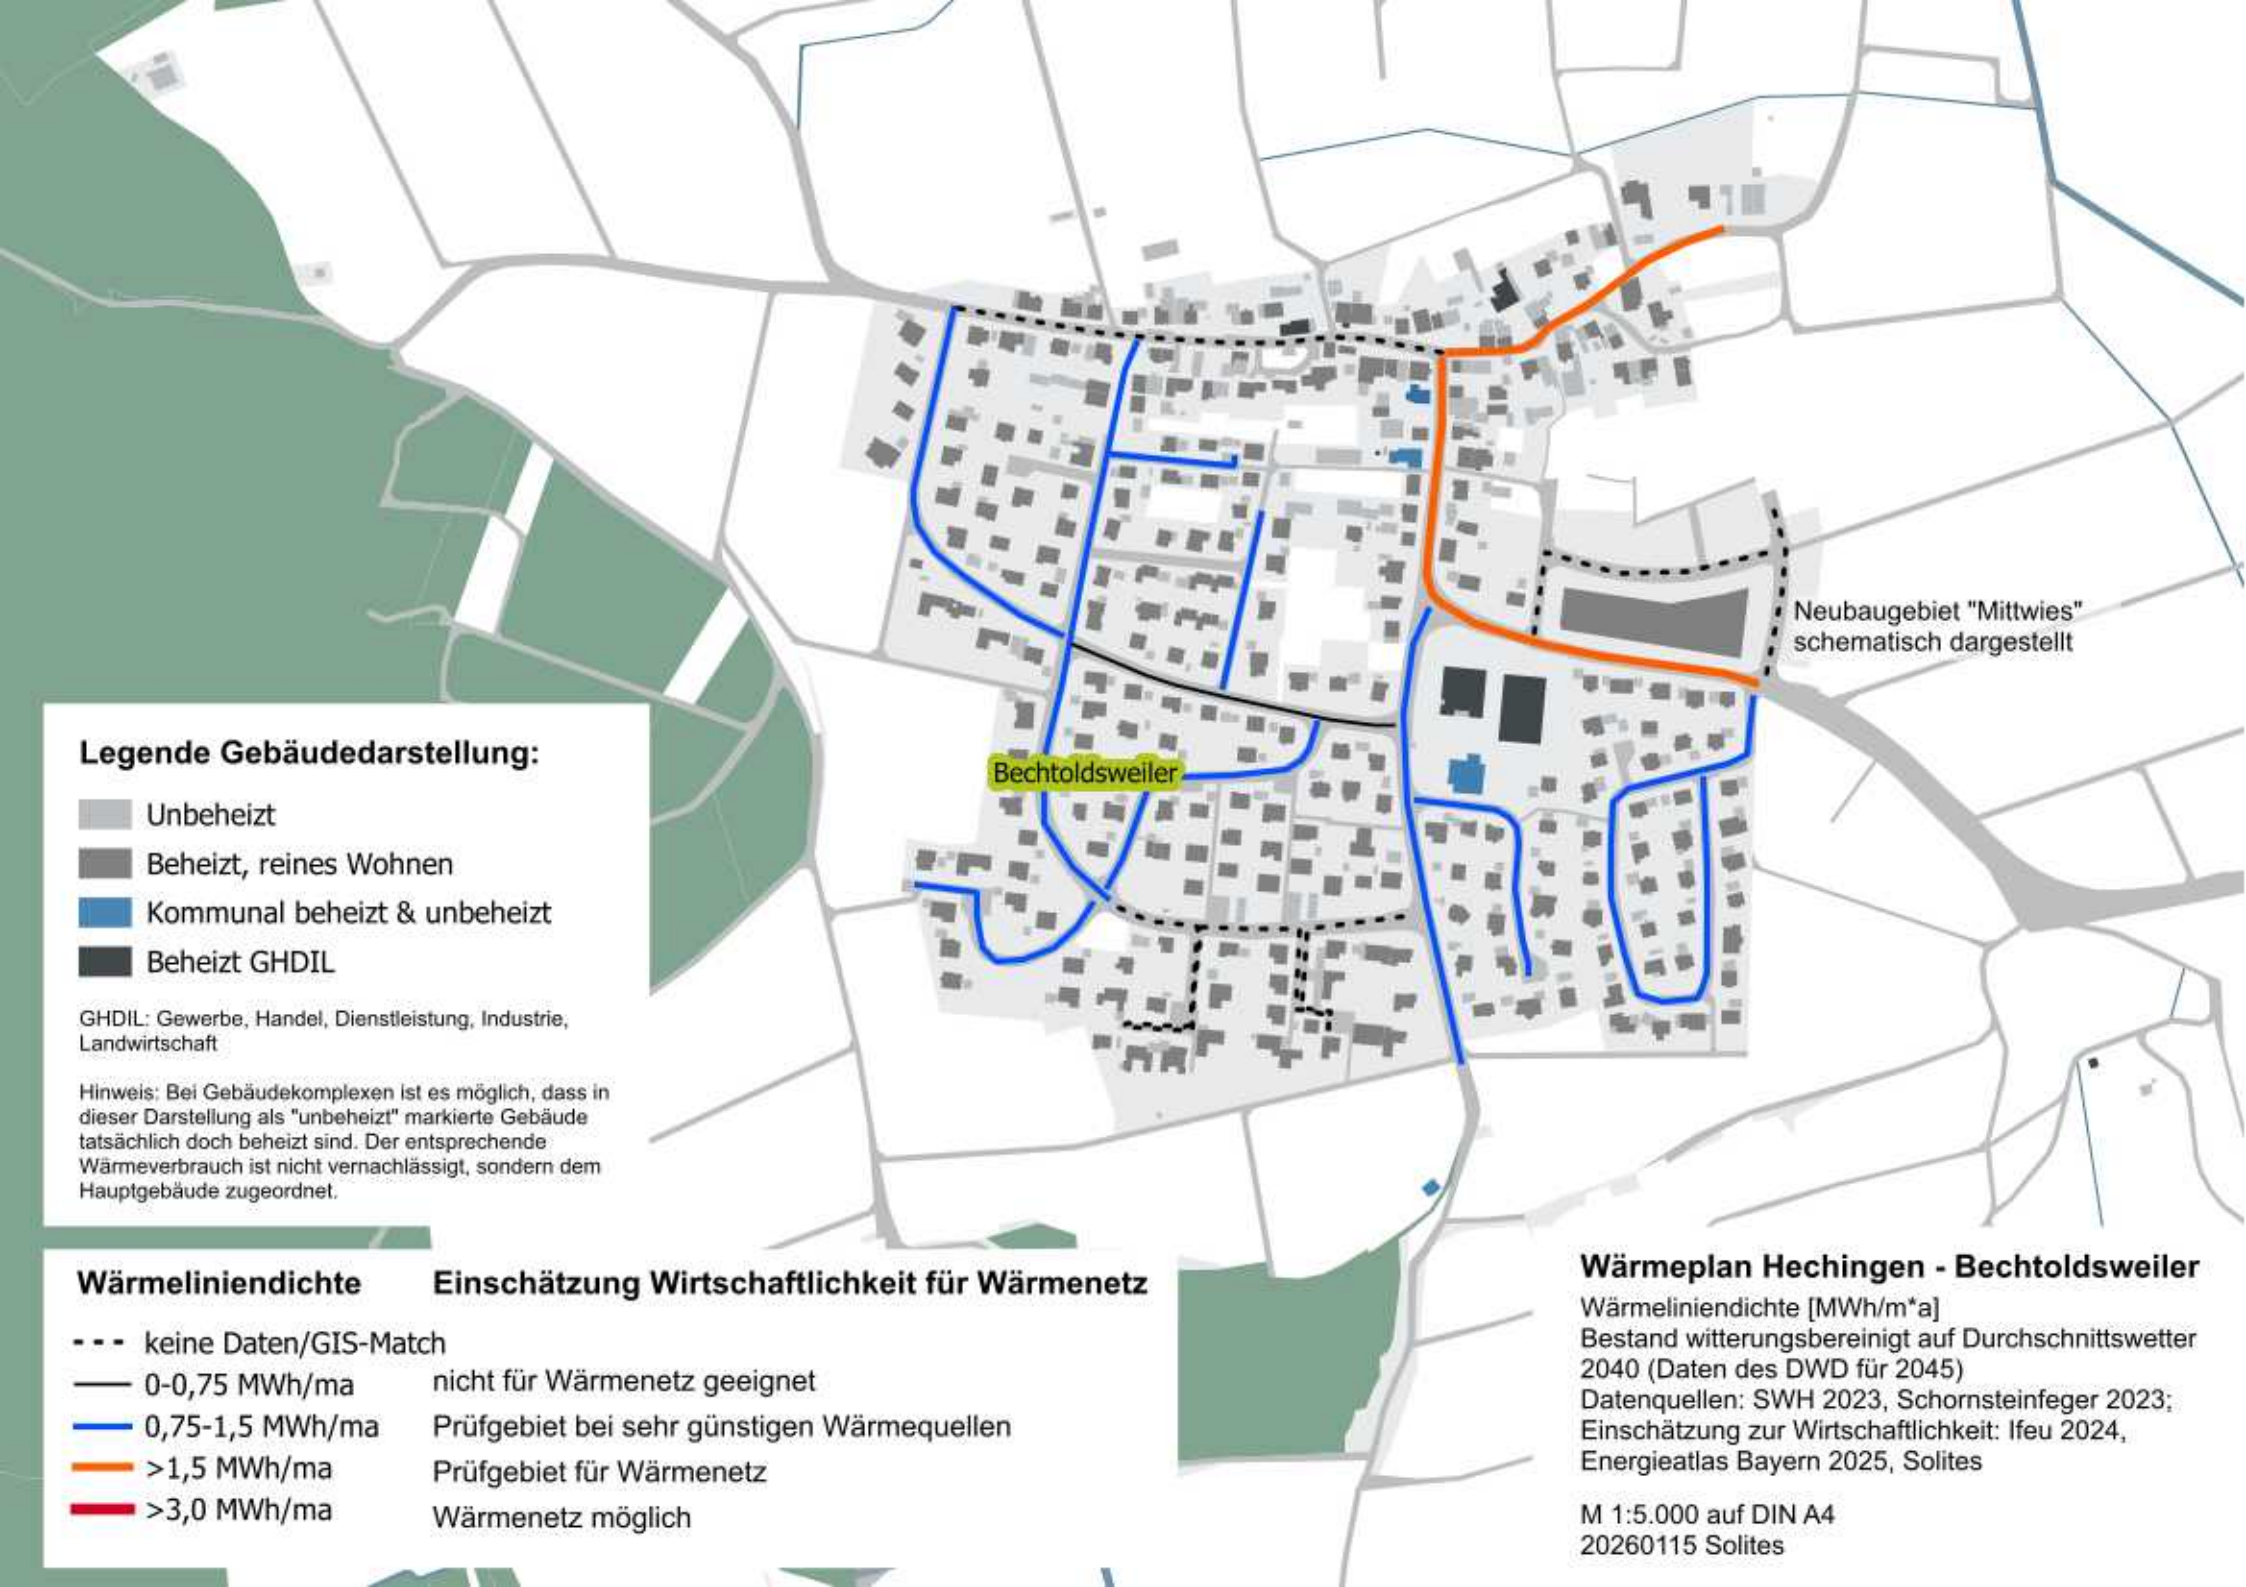 Neubaugebiet "Mittwies"
schematisch dargestellt
Bechtoldsweiler
Legende Gebäudedarstellung:
Unbeheizt
Beheizt, reines Wohnen
Kommunal beheizt & unbeheizt
Beheizt GHDIL
GHDIL: Gewerbe, Handel, Dienstleistung, Industrie,
Landwirtschaft
Hinweis: Bei Gebäudekomplexen ist es möglich, dass in
dieser Darstellung als "unbeheizt" markierte Gebäude
tatsächlich doch beheizt sind. Der entsprechende
Wärmeverbrauch ist nicht vernachlässigt, sondern dem
Hauptgebäude zugeordnet.
Wärmeliniendichte Einschätzung Wirtschaftlichkeit für Wärmenetz
keine Daten/GIS-Match
0-0,75 MWh/ma nicht für Wärmenetz geeignet
0,75-1,5 MWh/ma Prüfgebiet bei sehr günstigen Wärmequellen
>1,5 MWh/ma Prüfgebiet für Wärmenetz
>3,0 MWh/ma Wärmenetz möglich
Wärmeplan Hechingen - Bechtoldsweiler
Wärmeliniendichte [MWh/m*a]
Bestand witterungsbereinigt auf Durchschnittswetter
2040 (Daten des DWD für 2045)
Datenquellen: SWH 2023, Schornsteinfeger 2023;
Einschätzung zur Wirtschaftlichkeit: Ifeu 2024,
Energieatlas Bayern 2025, Solites
M 1:5.000 auf DIN A4
20260115 Solites